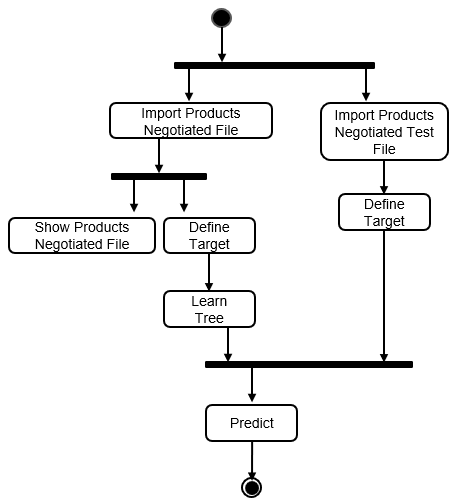 Import Products
Negotiated File
Import Products
Negotiated Test
File
Show Products
Negotiated File
Define
Target
Define
Target
Learn
Tree
Predict